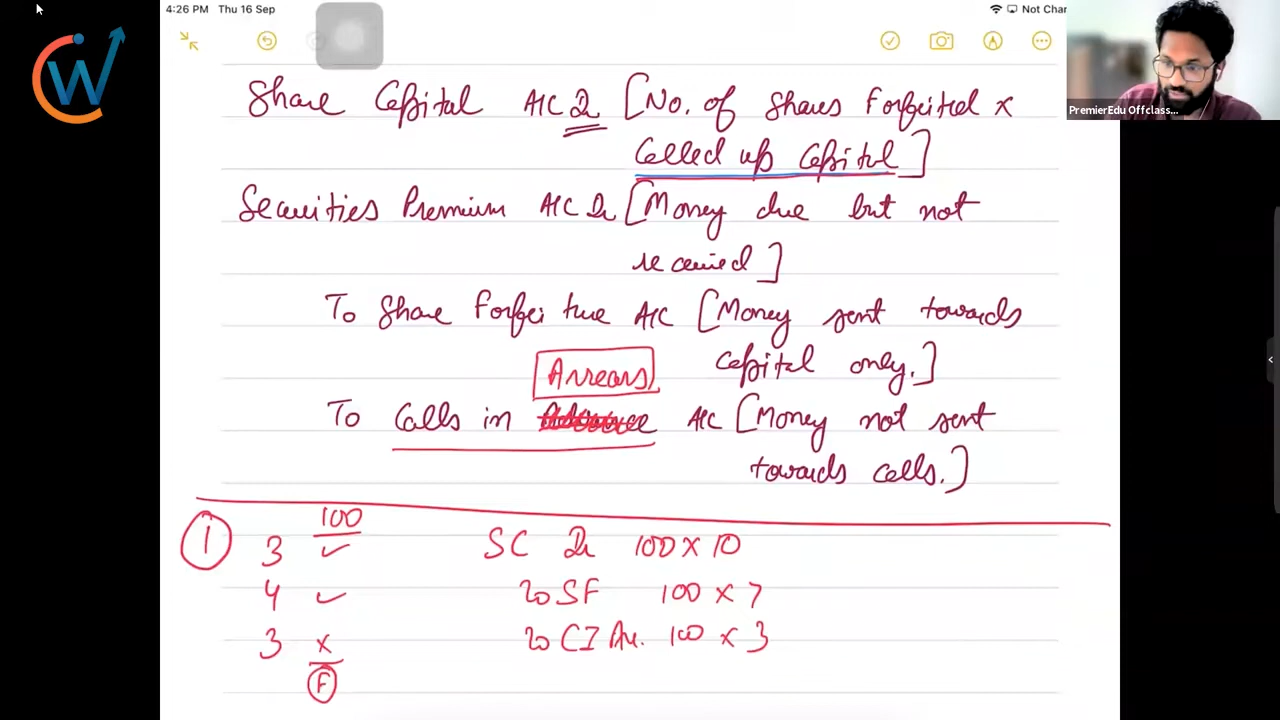 4:26 PM Thu 16 Sep
Not Char
W
PremierEdu Offclass...
Share Capital A/C Dr [No. of Shares Forfeited x
Called up Capital]
Securities Premium A/C Dr [Money due but not
received]
To Share Forfeiture A/C [Money sent towards
Capital only.]
Arrears
To Calls in A/C [Money not sent
towards calls.]
1
100
3 ✓ SC Dr 100 x 10
4 ✓ To SF 100 x 7
3 x To CI Arr. 100 x 3
F